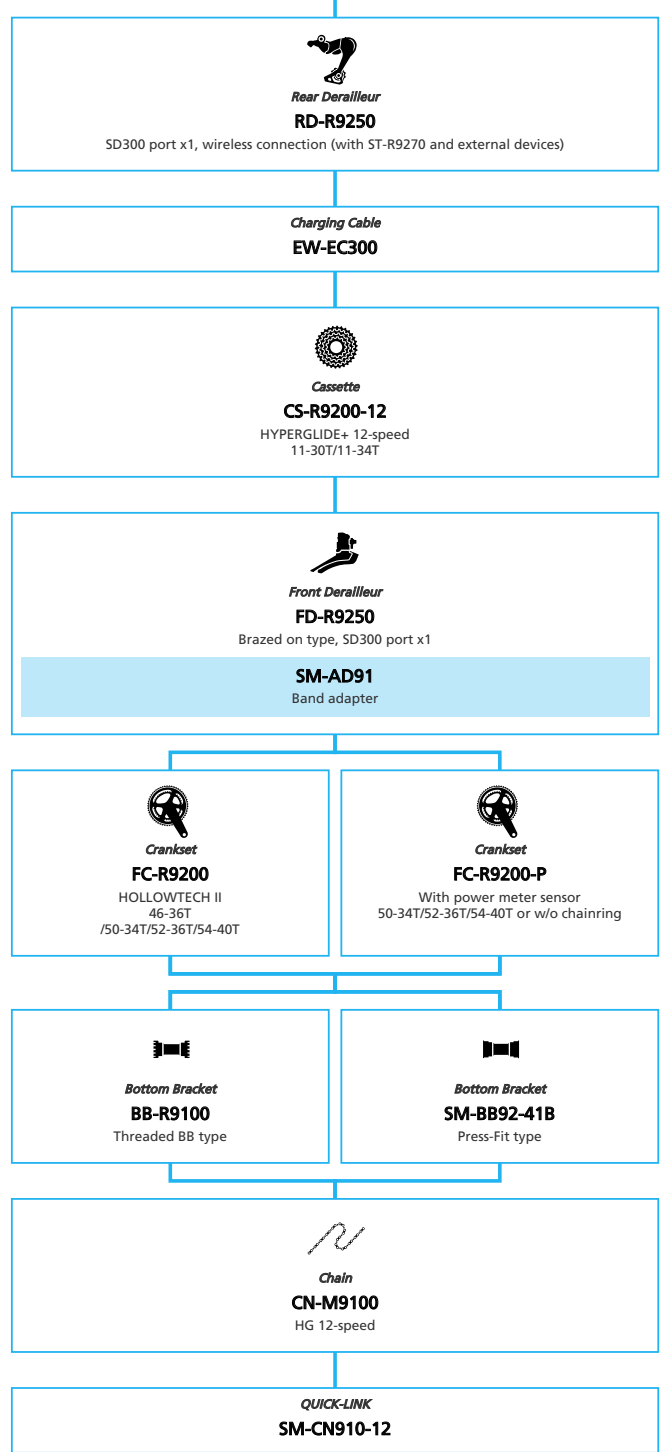 Rear Derailleur
RD-R9250
SD300 port x1, wireless connection (with ST-R9270 and external devices)
Charging Cable
EW-EC300
Cassette
CS-R9200-12
HYPERGLIDE+ 12-speed
11-30T/11-34T
Front Derailleur
FD-R9250
Brazed on type, SD300 port x1
SM-AD91
Band adapter
Crankset
FC-R9200
HOLLOWTECH II
46-36T
/50-34T/52-36T/54-40T
Crankset
FC-R9200-P
With power meter sensor
50-34T/52-36T/54-40T or w/o chainring
Bottom Bracket
BB-R9100
Threaded BB type
Bottom Bracket
SM-BB92-41B
Press-Fit type
Chain
CN-M9100
HG 12-speed
QUICK-LINK
SM-CN910-12